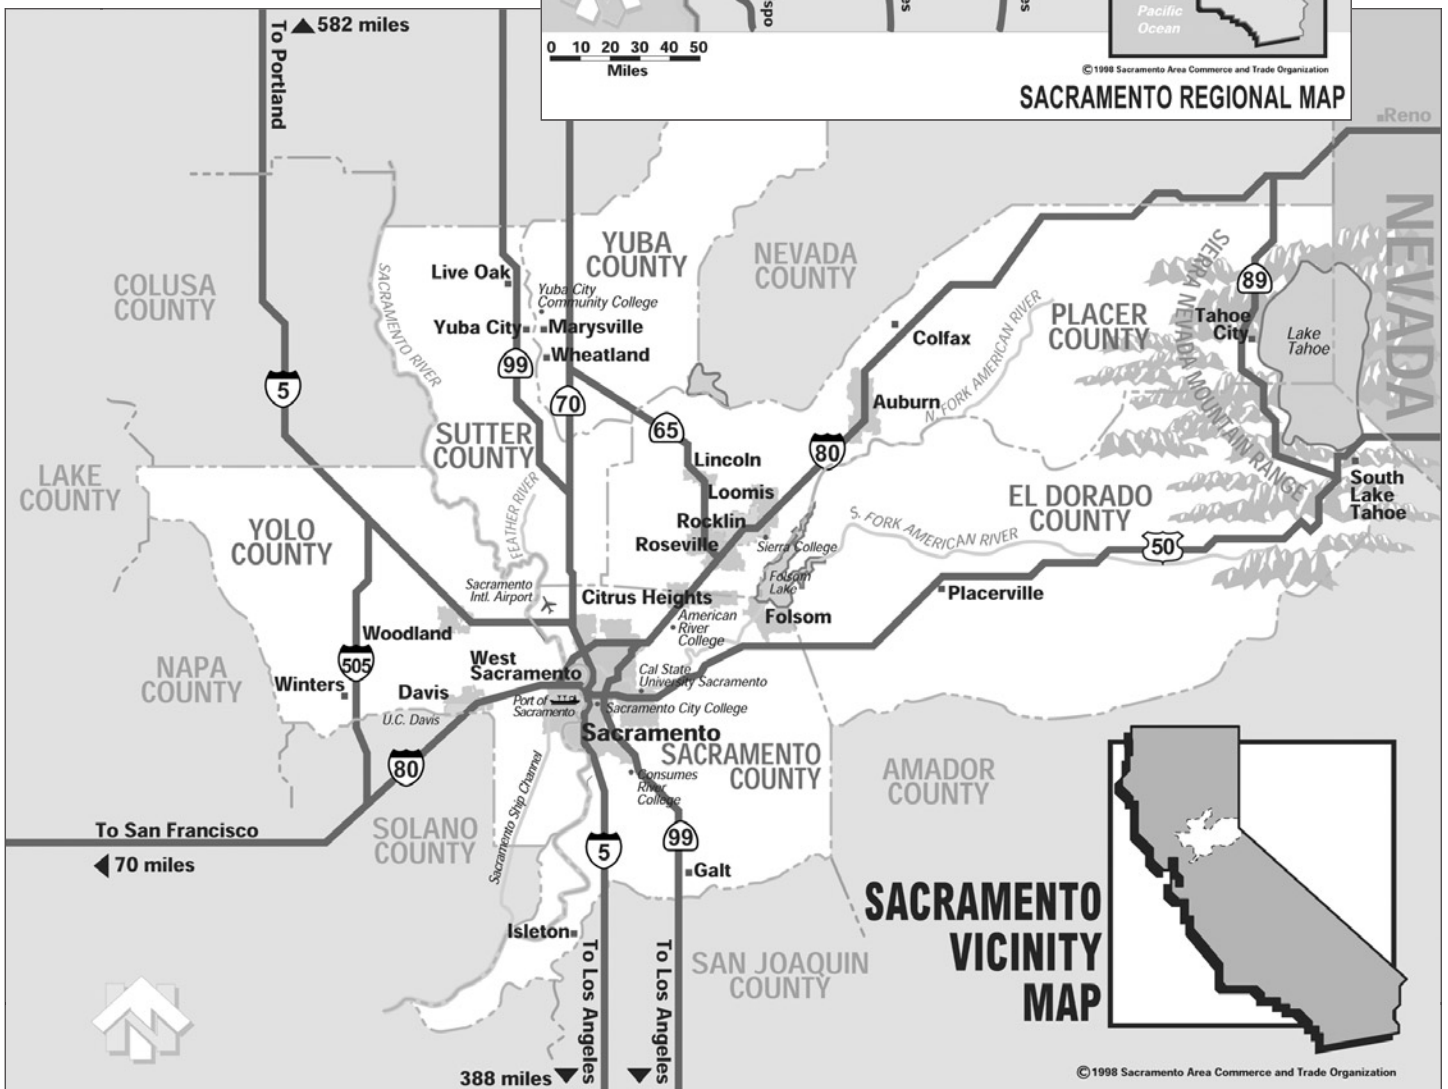 To Portland
582 miles
spo
es
es
Pacific
Ocean
0 10 20 30 40 50
Miles
©1998 Sacramento Area Commerce and Trade Organization
SACRAMENTO REGIONAL MAP
Reno
NEVADA
COLUSA
COUNTY
SACRAMENTO RIVER
Live Oak
YUBA
COUNTY
Yuba City
Community College
Yuba City
Marysville
Wheatland
NEVADA
COUNTY
SIERRA NEVADA MOUNTAIN RANGE
89
PLACER
COUNTY
Tahoe
City
Lake
Tahoe
Colfax
N. FORK AMERICAN RIVER
5
99
70
65
Auburn
80
SUTTER
COUNTY
LAKE
COUNTY
Lincoln
Loomis
Rocklin
Roseville
Sierra College
EL DORADO
COUNTY
South
Lake
Tahoe
YOLO
COUNTY
FEATHER RIVER
S. FORK AMERICAN RIVER
50
Sacramento
Intl. Airport
Citrus Heights
Folsom
Lake
Folsom
Placerville
American
River
College
Woodland
505
West
Sacramento
Cal State
University Sacramento
NAPA
COUNTY
Winters
Davis
U.C. Davis
Port of
Sacramento
Sacramento City College
Sacramento
SACRAMENTO
COUNTY
80
Sacramento Ship Channel
Consumes
River
College
AMADOR
COUNTY
To San Francisco
70 miles
SOLANO
COUNTY
5
99
Galt
Isleton
SAN JOAQUIN
COUNTY
To Los Angeles
To Los Angeles
388 miles
SACRAMENTO
VICINITY
MAP
©1998 Sacramento Area Commerce and Trade Organization